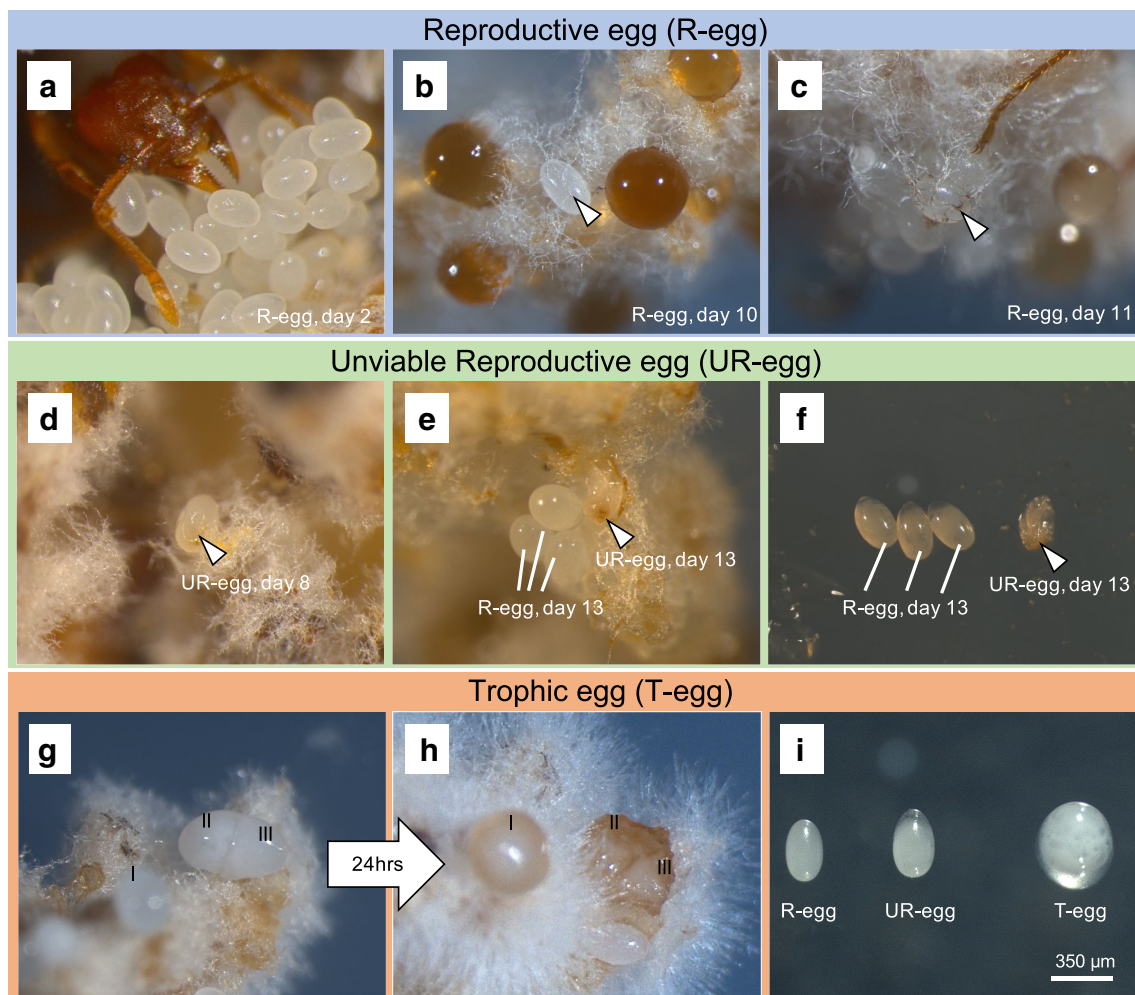 Reproductive egg (R-egg)
a
b
c
R-egg, day 2
R-egg, day 10
R-egg, day 11
Unviable Reproductive egg (UR-egg)
d
e
f
UR-egg, day 8
UR-egg, day 13
R-egg, day 13
UR-egg, day 13
R-egg, day 13
Trophic egg (T-egg)
g
h
i
II
III
I
24hrs
I
II
III
R-egg
UR-egg
T-egg
350 µm